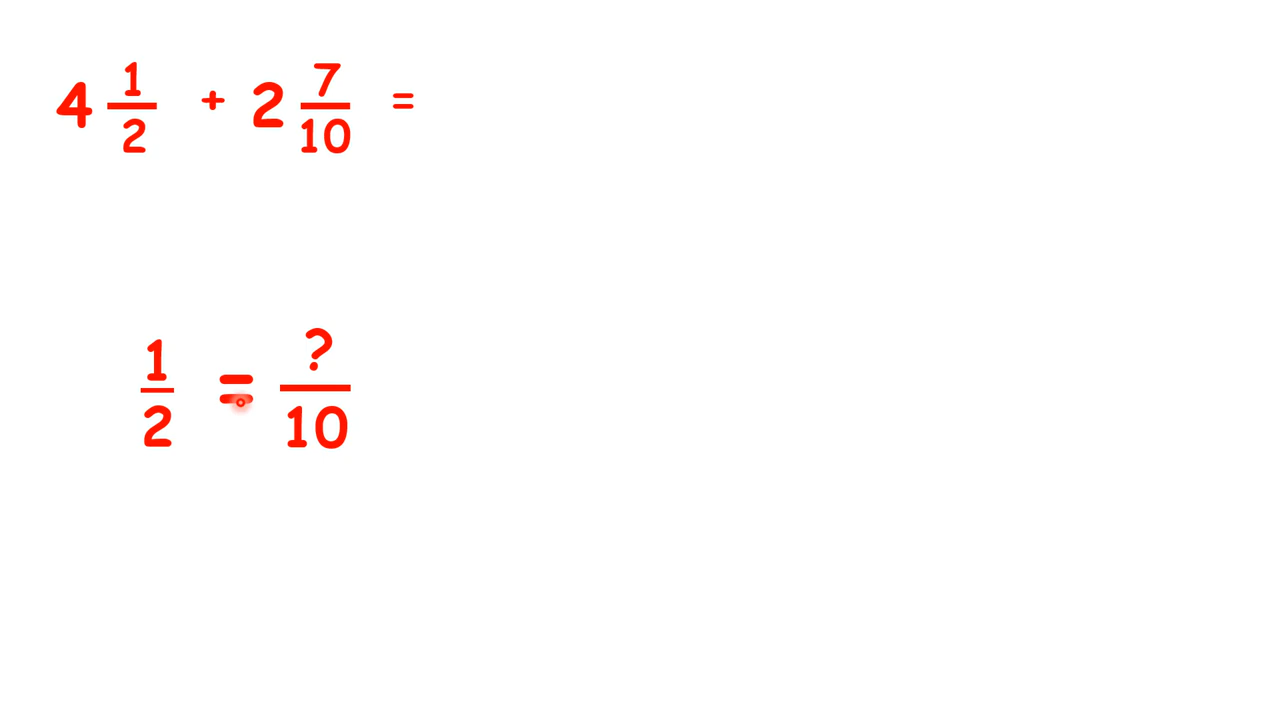 4 1/2 + 2 7/10 =
1/2 = ?/10